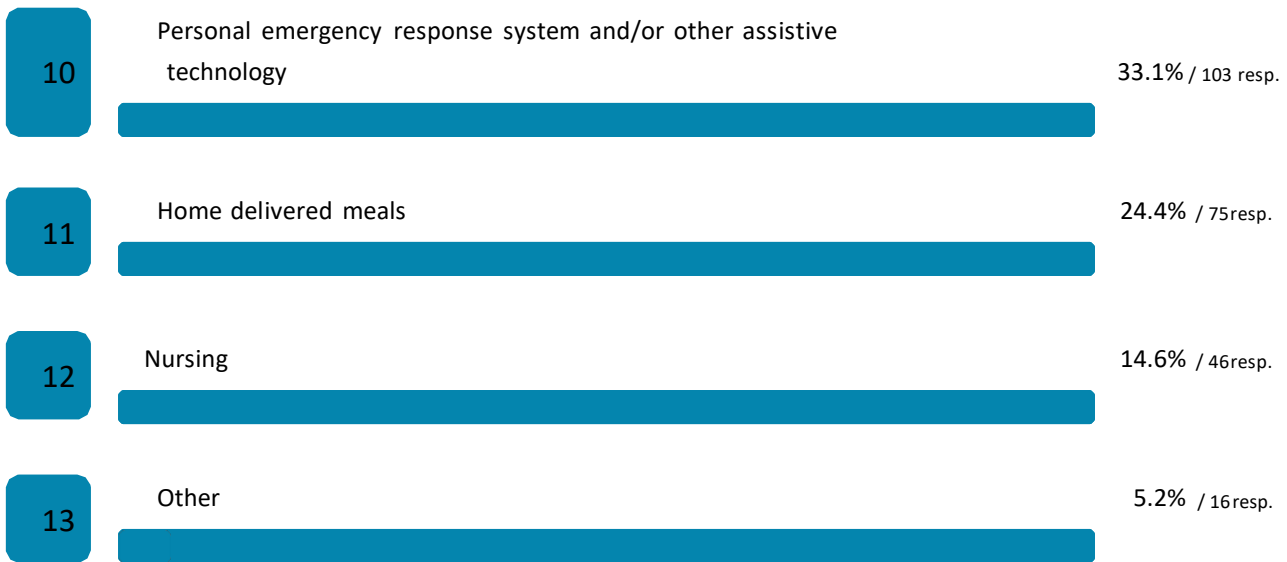 10
Personal emergency response system and/or other assistive
technology
33.1% / 103 resp.
11
Home delivered meals
24.4% / 75resp.
12
Nursing
14.6% / 46resp.
13
Other
5.2% / 16resp.